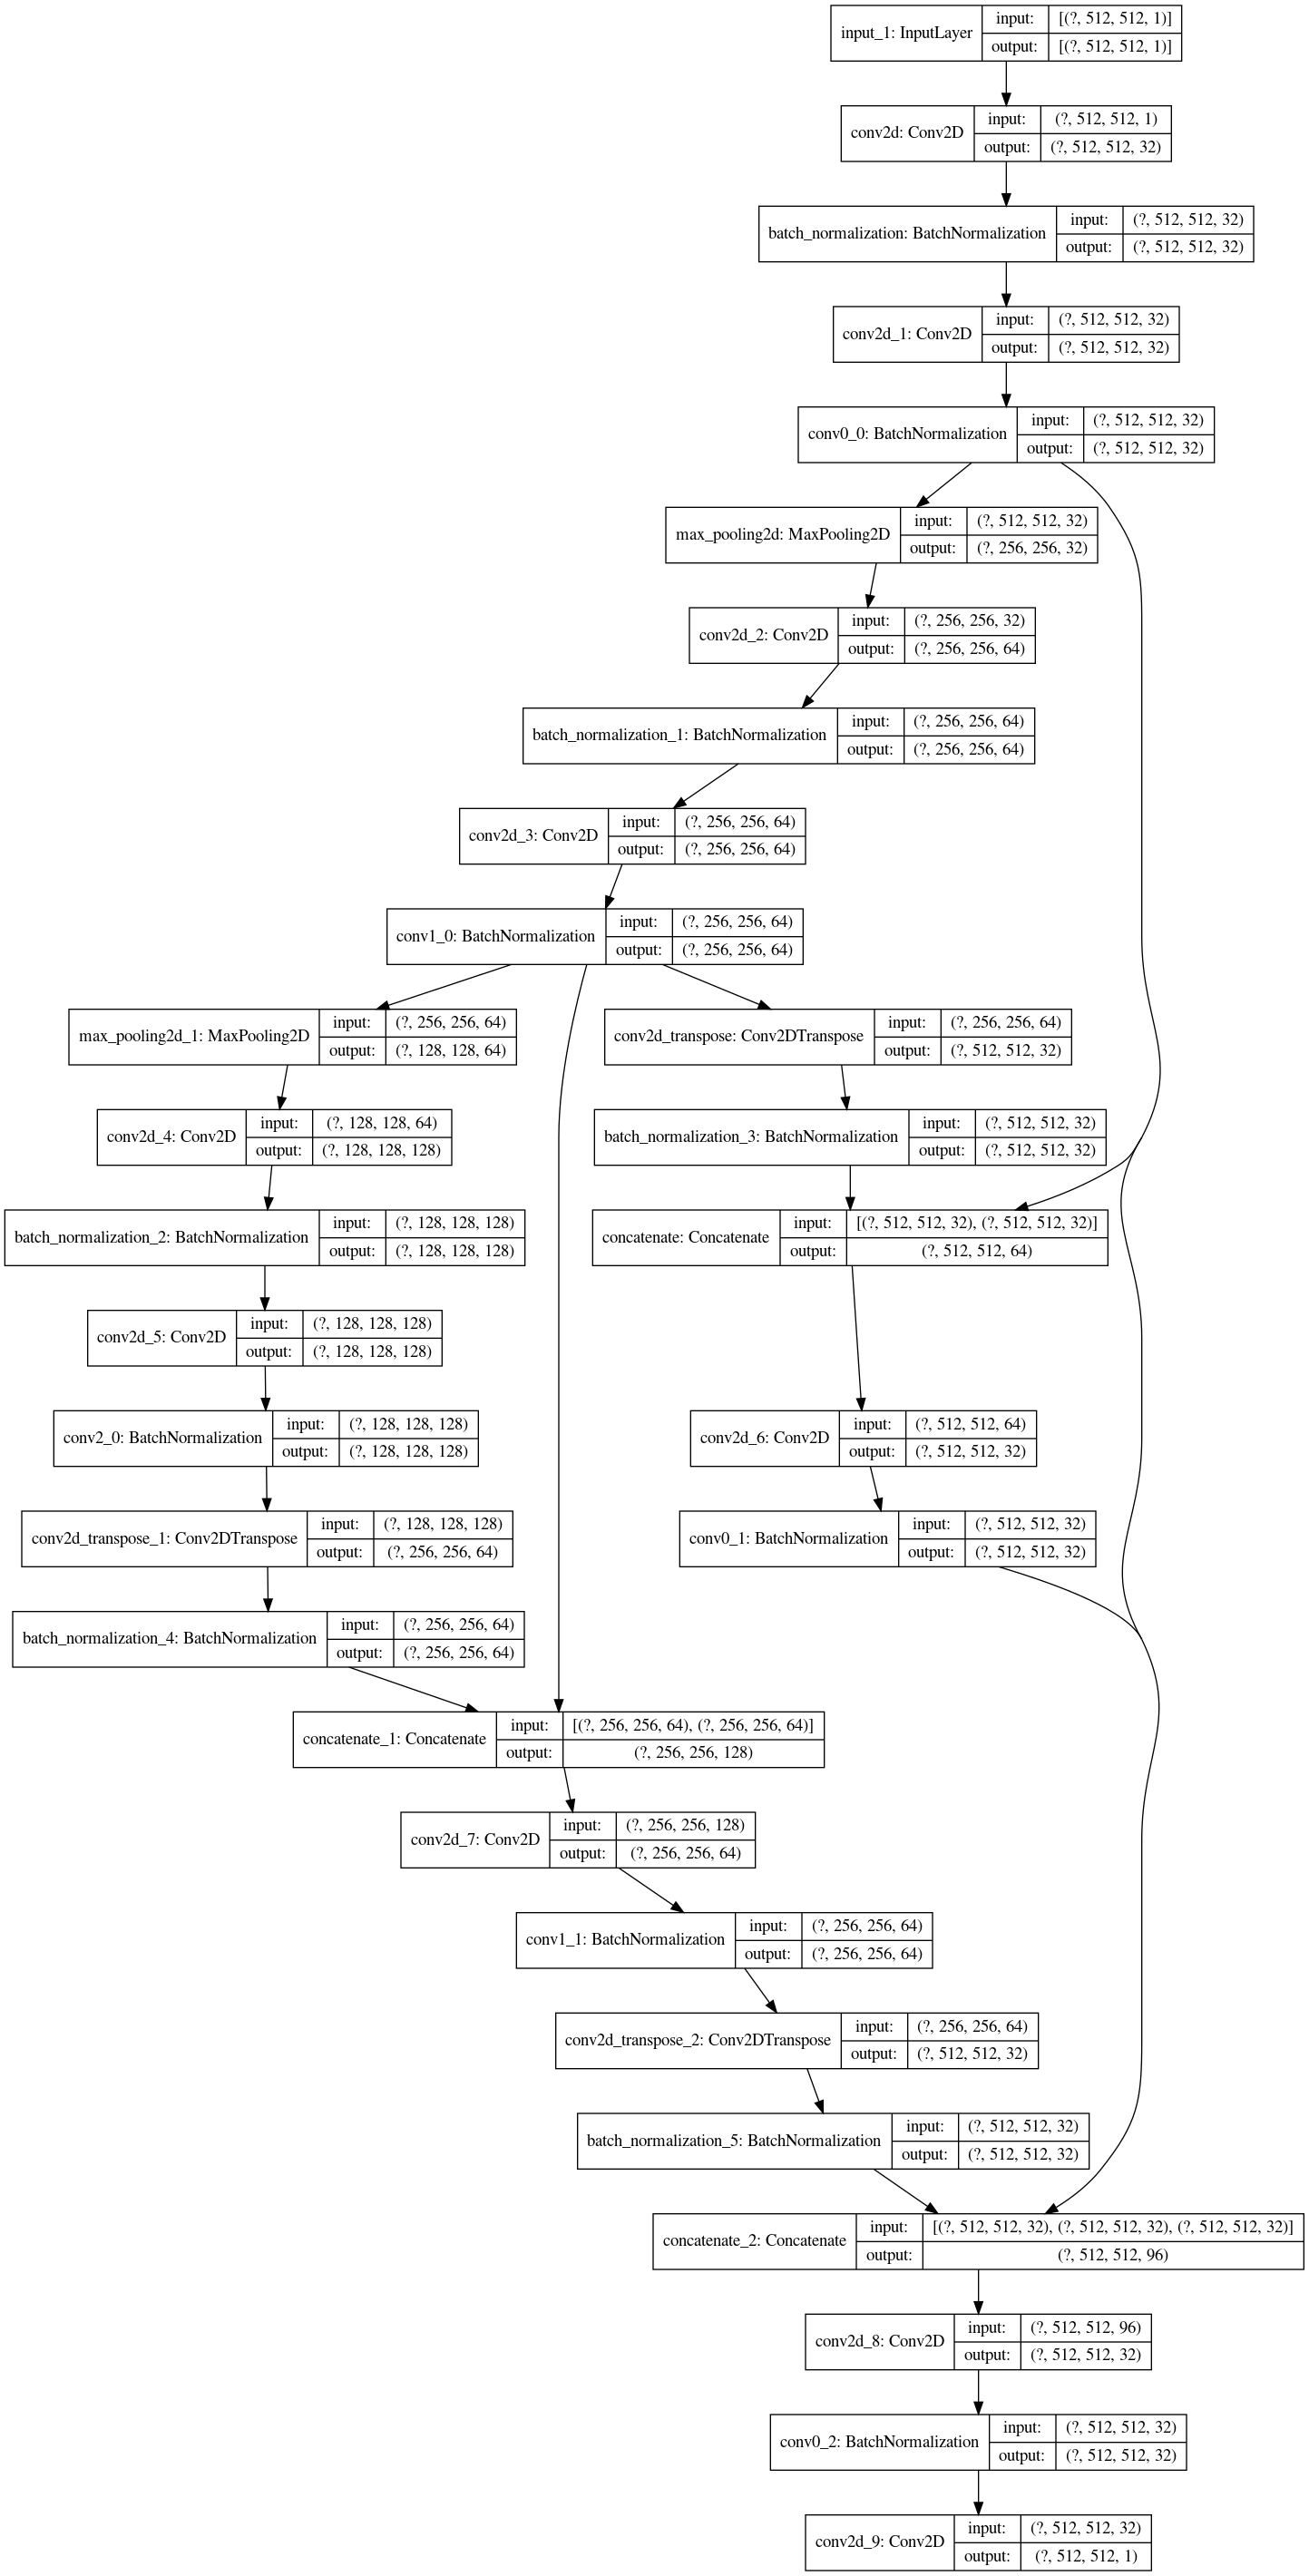 input_1: InputLayer
input: [(?, 512, 512, 1)]
output: [(?, 512, 512, 1)]
conv2d: Conv2D
input: (?, 512, 512, 1)
output: (?, 512, 512, 32)
batch_normalization: BatchNormalization
input: (?, 512, 512, 32)
output: (?, 512, 512, 32)
conv2d_1: Conv2D
input: (?, 512, 512, 32)
output: (?, 512, 512, 32)
conv0_0: BatchNormalization
input: (?, 512, 512, 32)
output: (?, 512, 512, 32)
max_pooling2d: MaxPooling2D
input: (?, 512, 512, 32)
output: (?, 256, 256, 32)
conv2d_2: Conv2D
input: (?, 256, 256, 32)
output: (?, 256, 256, 64)
batch_normalization_1: BatchNormalization
input: (?, 256, 256, 64)
output: (?, 256, 256, 64)
conv2d_3: Conv2D
input: (?, 256, 256, 64)
output: (?, 256, 256, 64)
conv1_0: BatchNormalization
input: (?, 256, 256, 64)
output: (?, 256, 256, 64)
max_pooling2d_1: MaxPooling2D
input: (?, 256, 256, 64)
output: (?, 128, 128, 64)
conv2d_transpose: Conv2DTranspose
input: (?, 256, 256, 64)
output: (?, 512, 512, 32)
conv2d_4: Conv2D
input: (?, 128, 128, 64)
output: (?, 128, 128, 128)
batch_normalization_3: BatchNormalization
input: (?, 512, 512, 32)
output: (?, 512, 512, 32)
batch_normalization_2: BatchNormalization
input: (?, 128, 128, 128)
output: (?, 128, 128, 128)
concatenate: Concatenate
input: [(?, 512, 512, 32), (?, 512, 512, 32)]
output: (?, 512, 512, 64)
conv2d_5: Conv2D
input: (?, 128, 128, 128)
output: (?, 128, 128, 128)
conv2_0: BatchNormalization
input: (?, 128, 128, 128)
output: (?, 128, 128, 128)
conv2d_6: Conv2D
input: (?, 512, 512, 64)
output: (?, 512, 512, 32)
conv2d_transpose_1: Conv2DTranspose
input: (?, 128, 128, 128)
output: (?, 256, 256, 64)
conv0_1: BatchNormalization
input: (?, 512, 512, 32)
output: (?, 512, 512, 32)
batch_normalization_4: BatchNormalization
input: (?, 256, 256, 64)
output: (?, 256, 256, 64)
concatenate_1: Concatenate
input: [(?, 256, 256, 64), (?, 256, 256, 64)]
output: (?, 256, 256, 128)
conv2d_7: Conv2D
input: (?, 256, 256, 128)
output: (?, 256, 256, 64)
conv1_1: BatchNormalization
input: (?, 256, 256, 64)
output: (?, 256, 256, 64)
conv2d_transpose_2: Conv2DTranspose
input: (?, 256, 256, 64)
output: (?, 512, 512, 32)
batch_normalization_5: BatchNormalization
input: (?, 512, 512, 32)
output: (?, 512, 512, 32)
concatenate_2: Concatenate
input: [(?, 512, 512, 32), (?, 512, 512, 32), (?, 512, 512, 32)]
output: (?, 512, 512, 96)
conv2d_8: Conv2D
input: (?, 512, 512, 96)
output: (?, 512, 512, 32)
conv0_2: BatchNormalization
input: (?, 512, 512, 32)
output: (?, 512, 512, 32)
conv2d_9: Conv2D
input: (?, 512, 512, 32)
output: (?, 512, 512, 1)